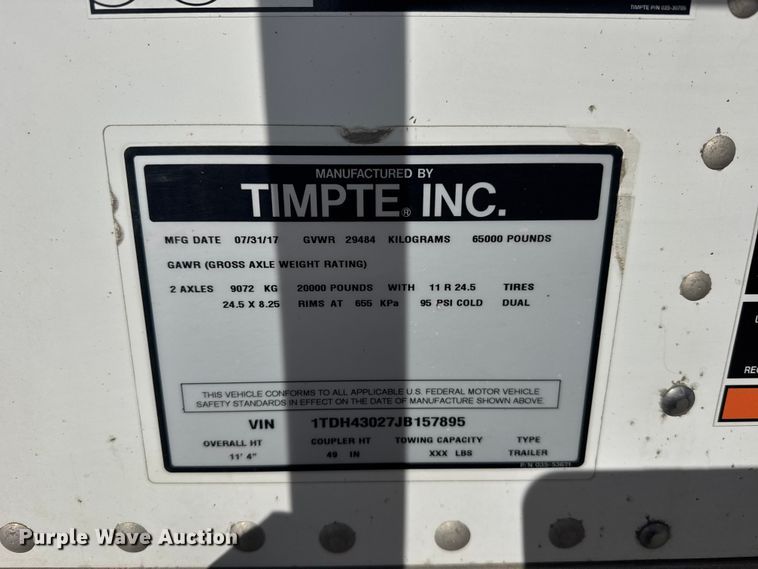 TIMPTE P/N 035-30705
MANUFACTURED BY
TIMPTE® INC.
MFG DATE 07/31/17 GVWR 29484 KILOGRAMS 65000 POUNDS
GAWR (GROSS AXLE WEIGHT RATING)
2 AXLES 9072 KG 20000 POUNDS WITH 11 R 24.5 TIRES
24.5 X 8.25 RIMS AT 655 KPa 95 PSI COLD DUAL
THIS VEHICLE CONFORMS TO ALL APPLICABLE U.S. FEDERAL MOTOR VEHICLE
SAFETY STANDARDS IN EFFECT ON THE DATE OF MANUFACTURE SHOWN ABOVE.
VIN 1TDH43027JB157895
OVERALL HT COUPLER HT TOWING CAPACITY TYPE
11' 4" 49 IN XXX LBS TRAILER
Purple Wave Auction